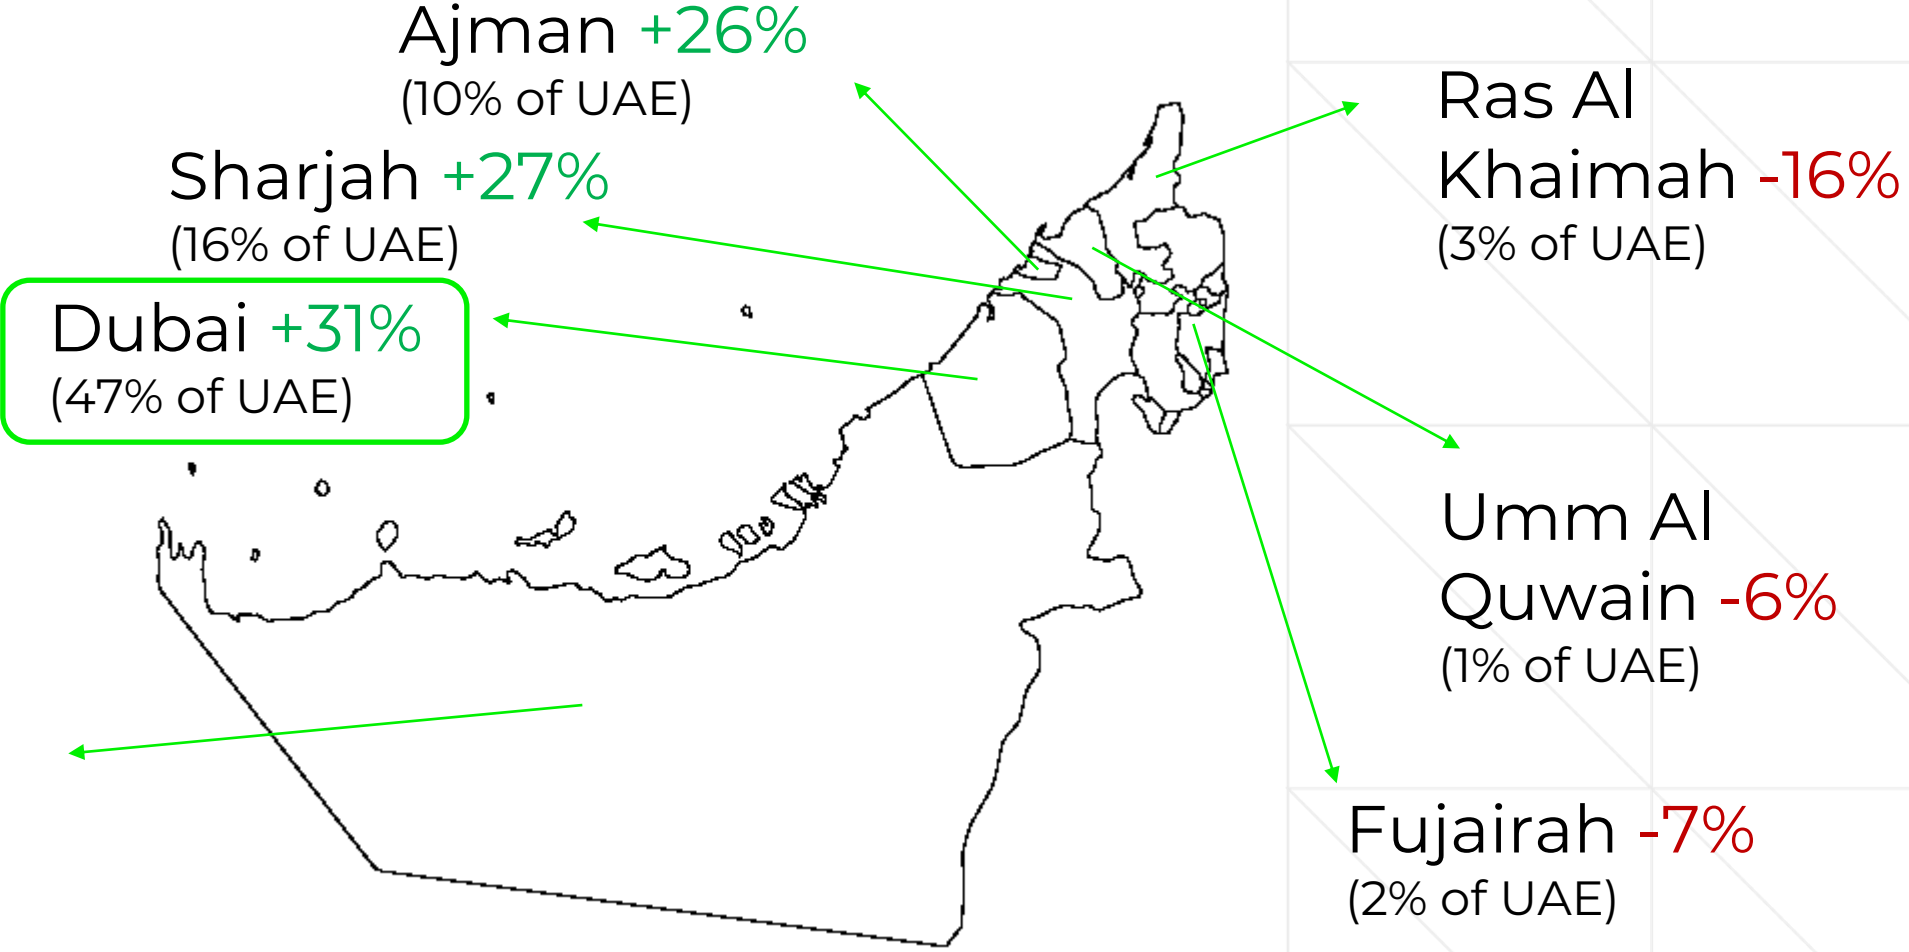 Ajman +26%
(10% of UAE)
Sharjah +27%
(16% of UAE)
Dubai +31%
(47% of UAE)
Ras Al
Khaimah -16%
(3% of UAE)
Umm Al
Quwain -6%
(1% of UAE)
Fujairah -7%
(2% of UAE)